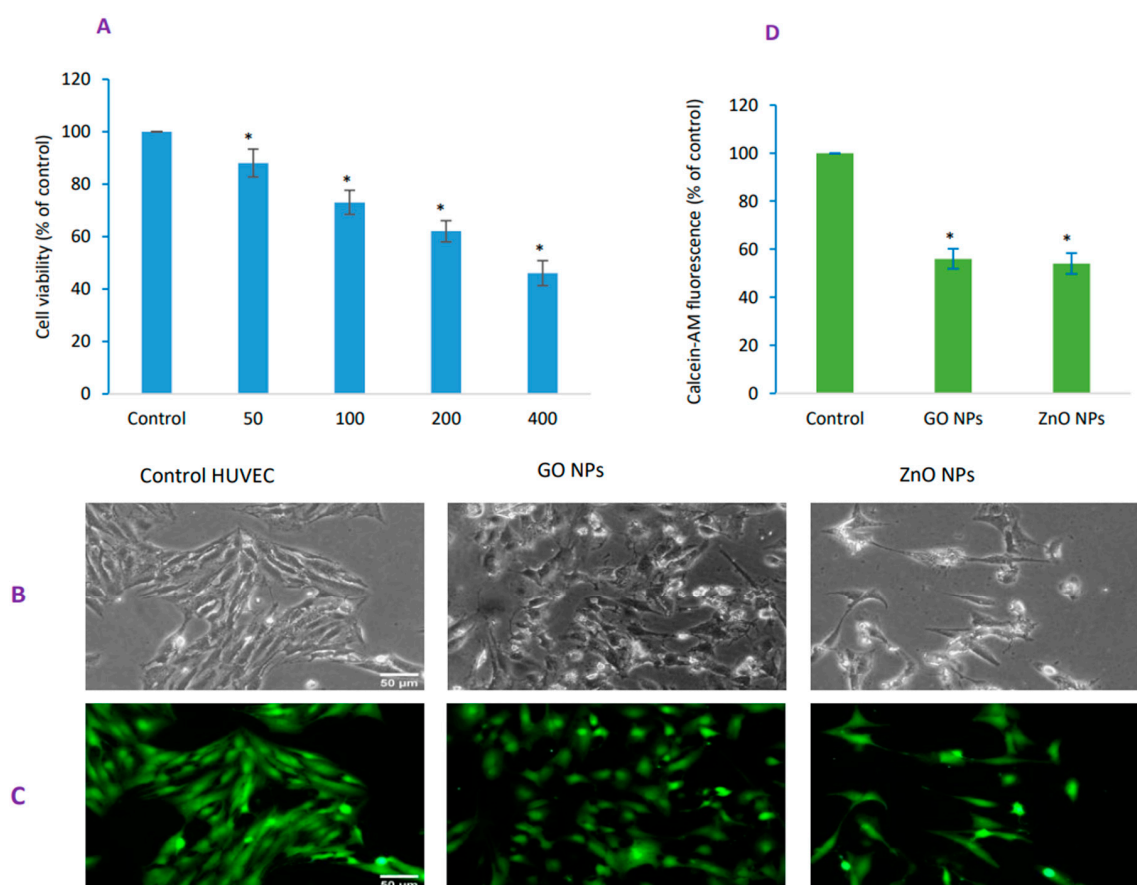 A
Cell viability (% of control)
120
100
80
60
40
20
0
*
*
*
*
Control 50 100 200 400
D
Calcein-AM fluorescence (% of control)
120
100
80
60
40
20
0
*
*
Control GO NPs ZnO NPs
Control HUVEC GO NPs ZnO NPs
B
50 µm
C
50 µm